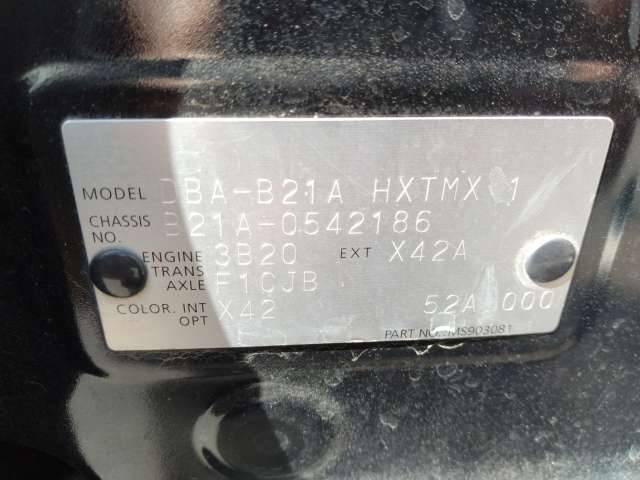 MODEL DBA-B21A HXTMX 1
CHASSIS NO. B21A-0542186
ENGINE 3B20 EXT X42A
TRANS AXLE F1CJB
COLOR. INT X42 52A 000
OPT
PART NO. MS903081